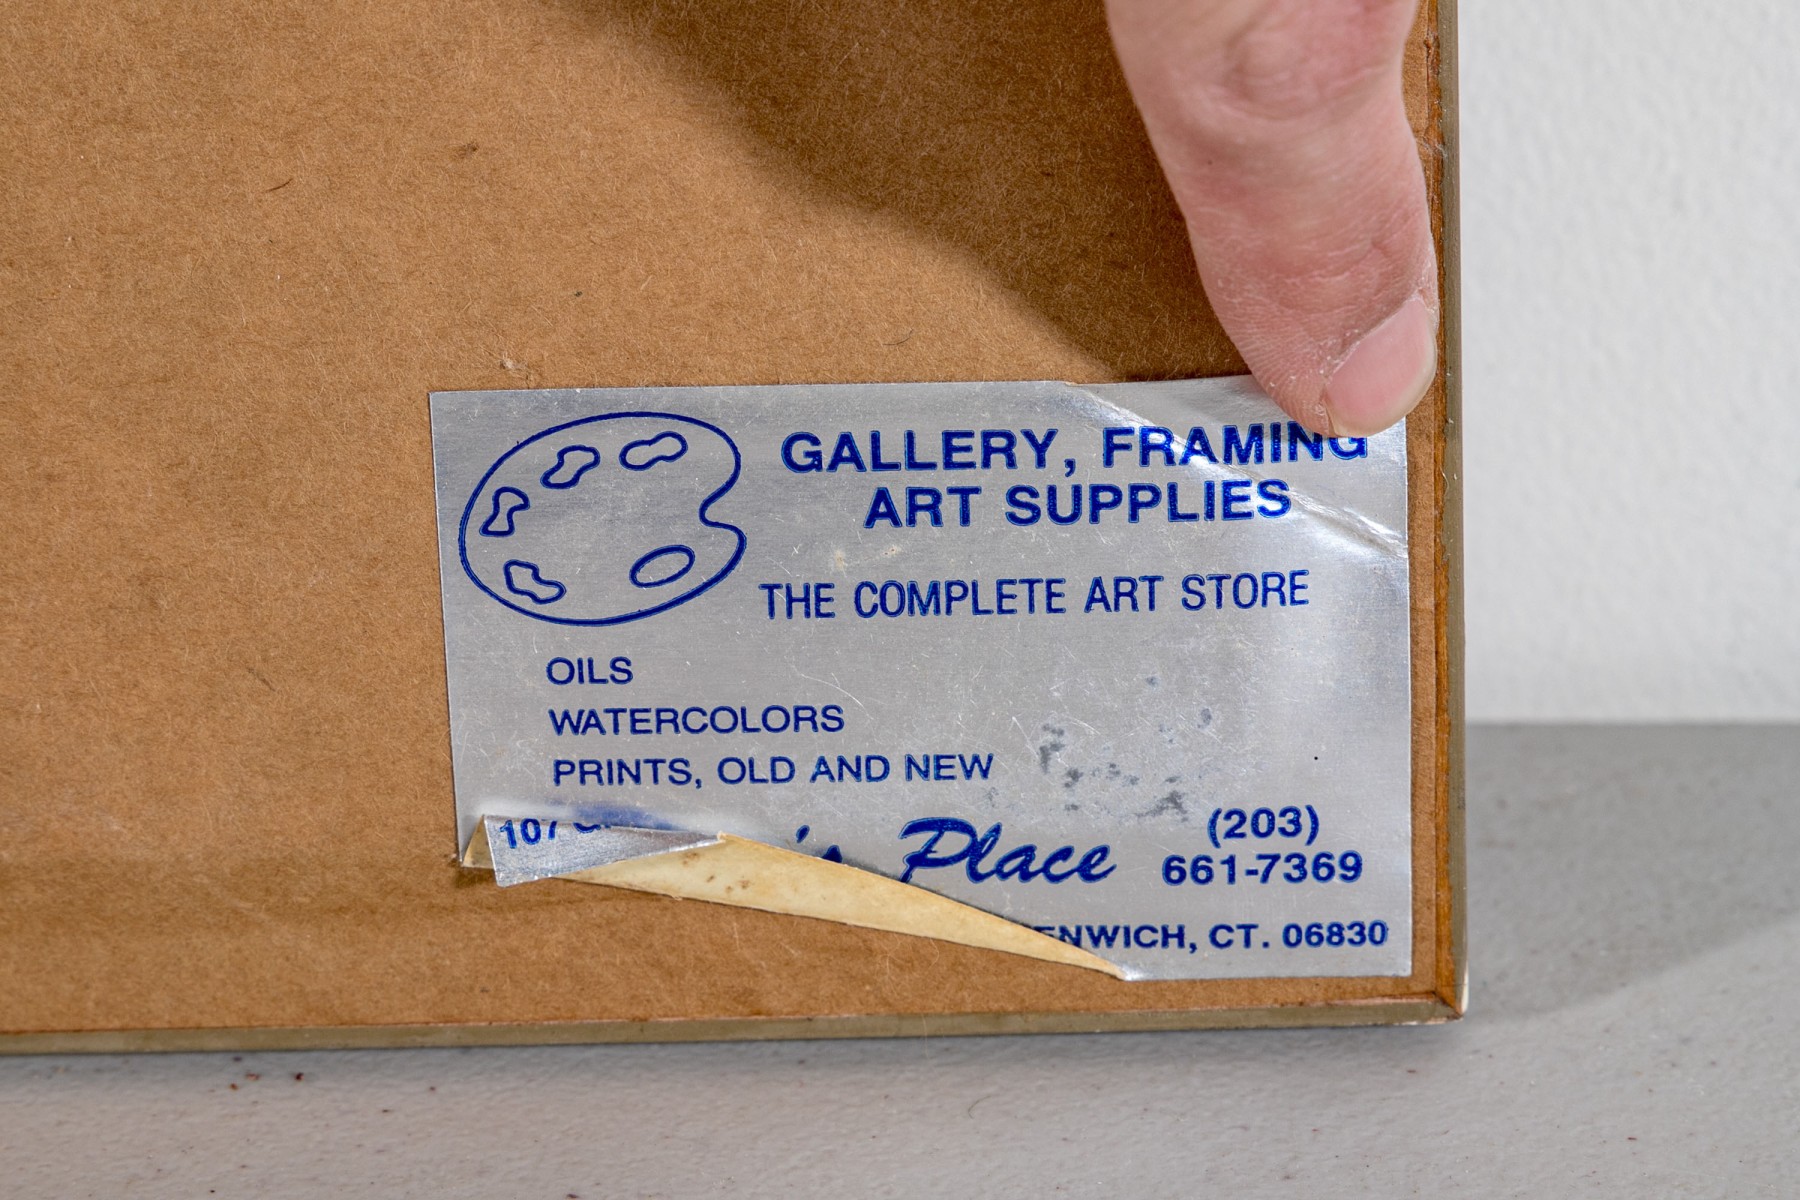 GALLERY, FRAMING
ART SUPPLIES
THE COMPLETE ART STORE
OILS
WATERCOLORS
PRINTS, OLD AND NEW
107
Place
(203)
661-7369
CT. 06830